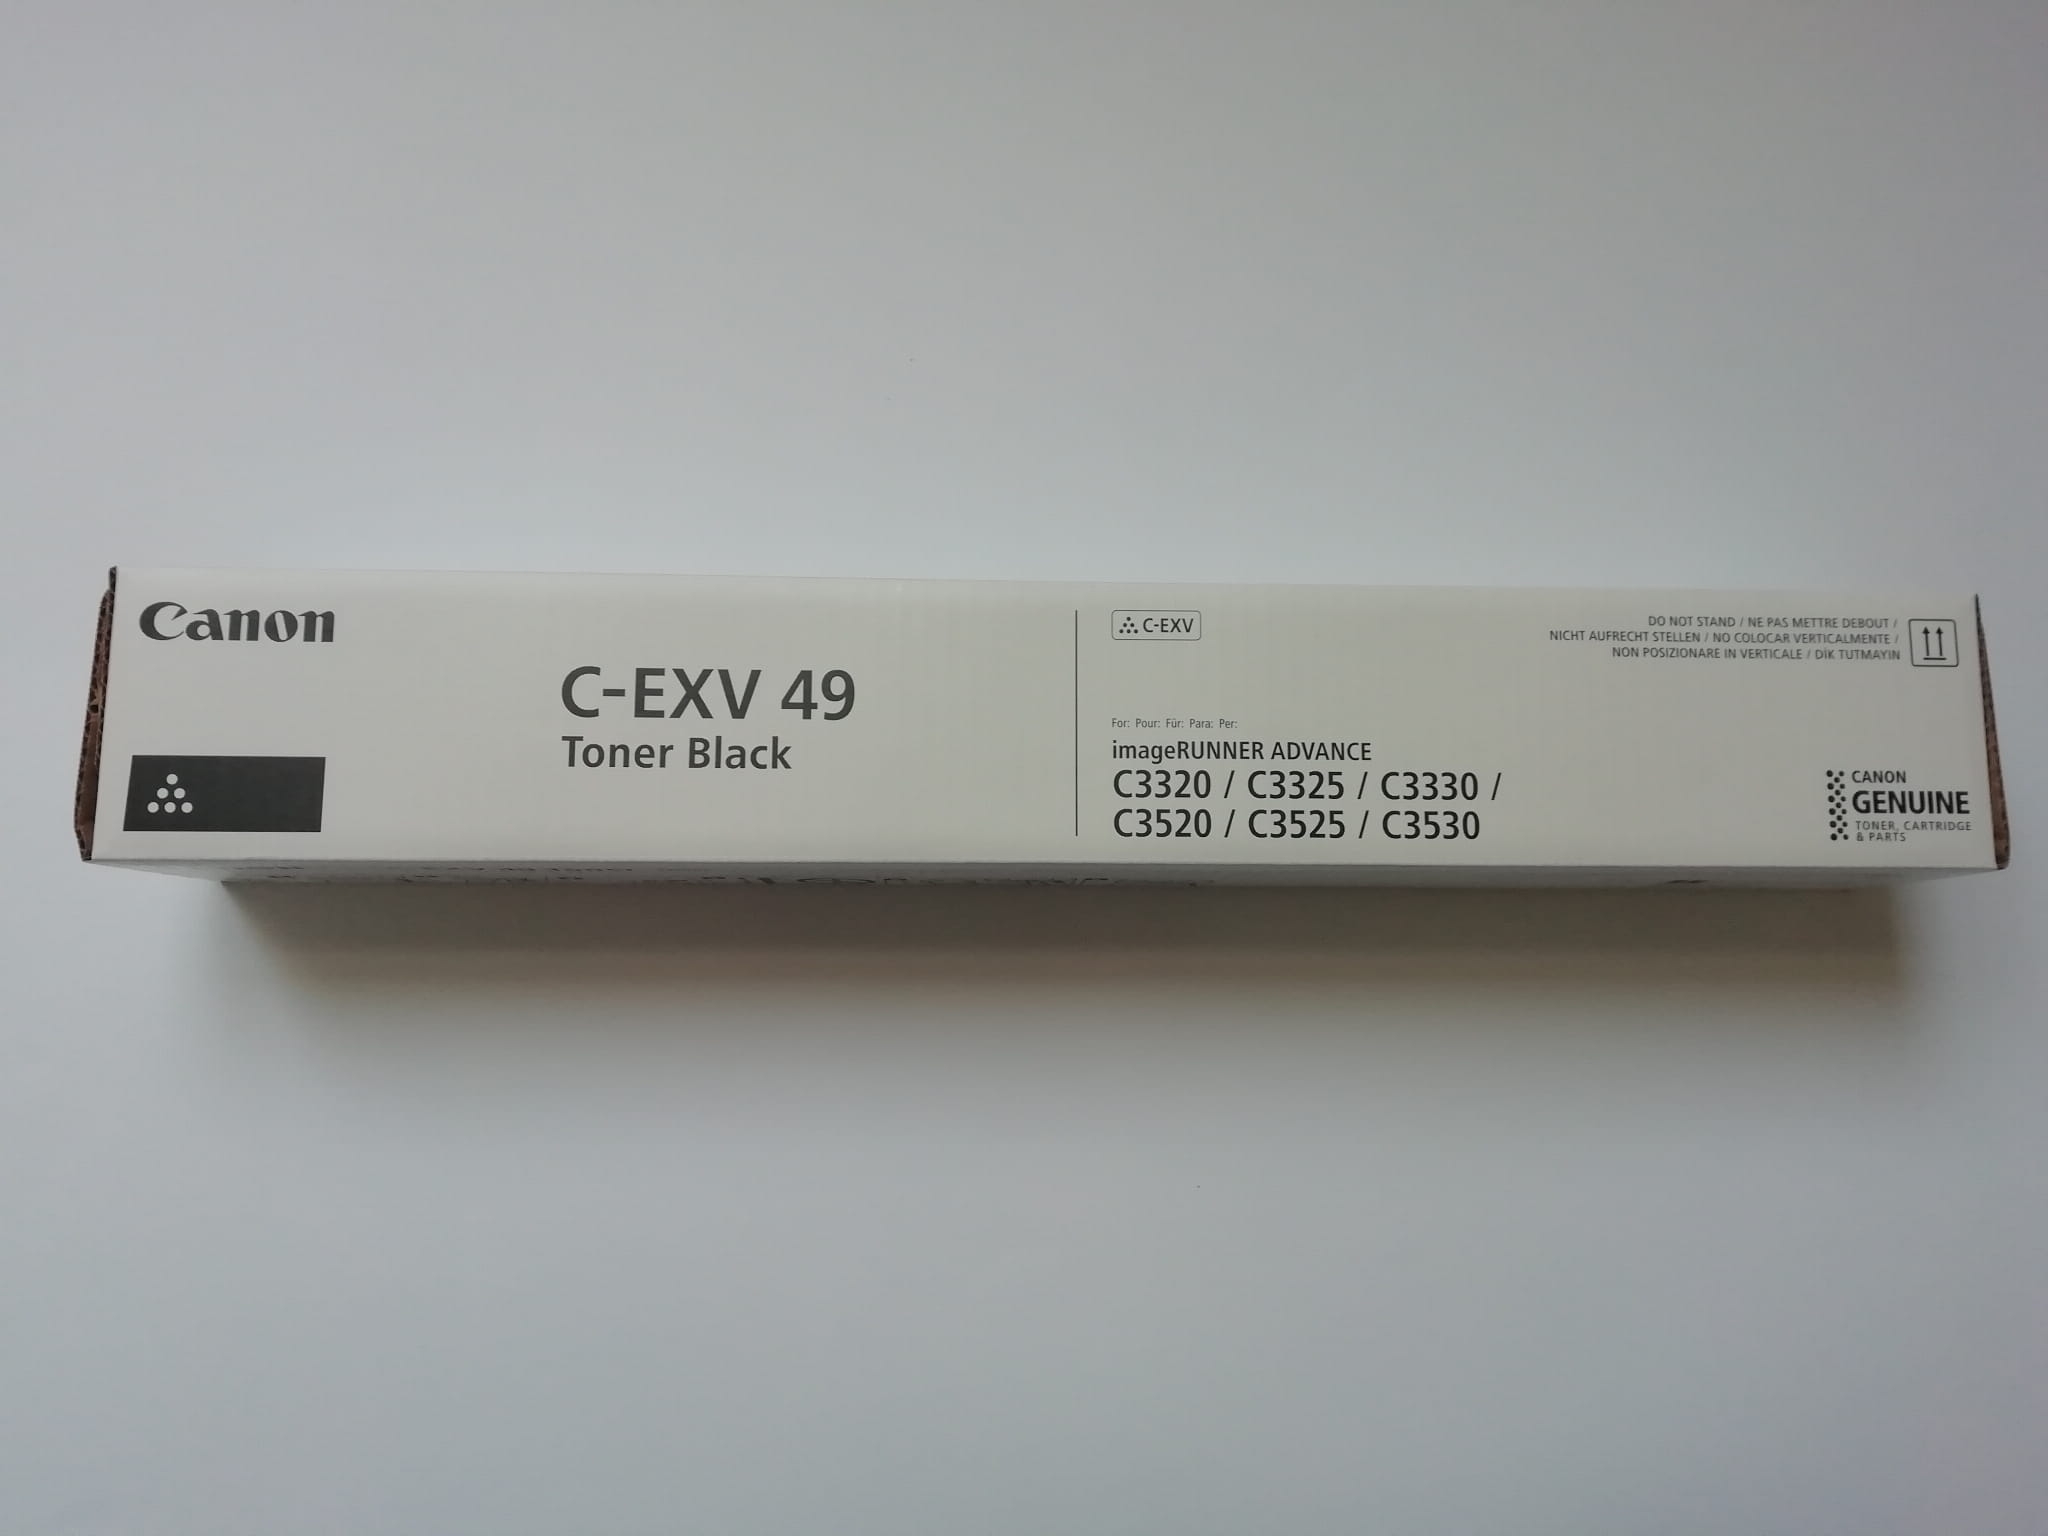 Canon
C-EXV 49
Toner Black
C-EXV
DO NOT STAND / NE PAS METTRE DEBOUT /
NICHT AUFRECHT STELLEN / NO COLOCAR VERTICALMENTE /
NON POSIZIONARE IN VERTICALE / DİK TUTMAYIN
For: Pour: Für: Para: Per:
imageRUNNER ADVANCE
C3320 / C3325 / C3330 /
C3520 / C3525 / C3530
CANON
GENUINE
TONER, CARTRIDGE
& PARTS